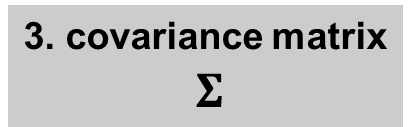 3. covariance matrix
Σ